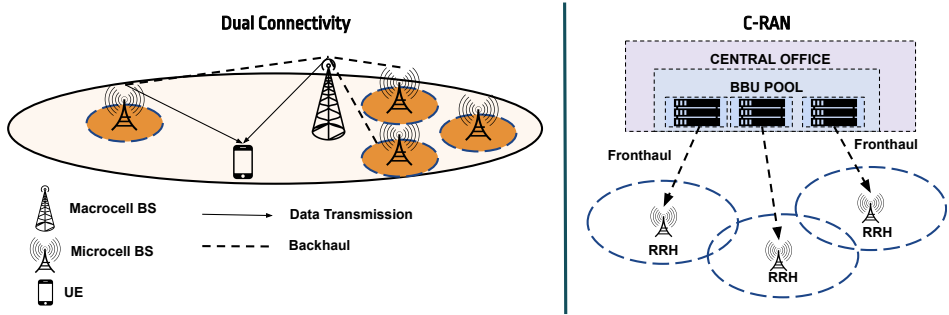 Dual Connectivity
Macrocell BS
Data Transmission
Microcell BS
Backhaul
UE
C-RAN
CENTRAL OFFICE
BBU POOL
Fronthaul
Fronthaul
RRH
RRH
RRH